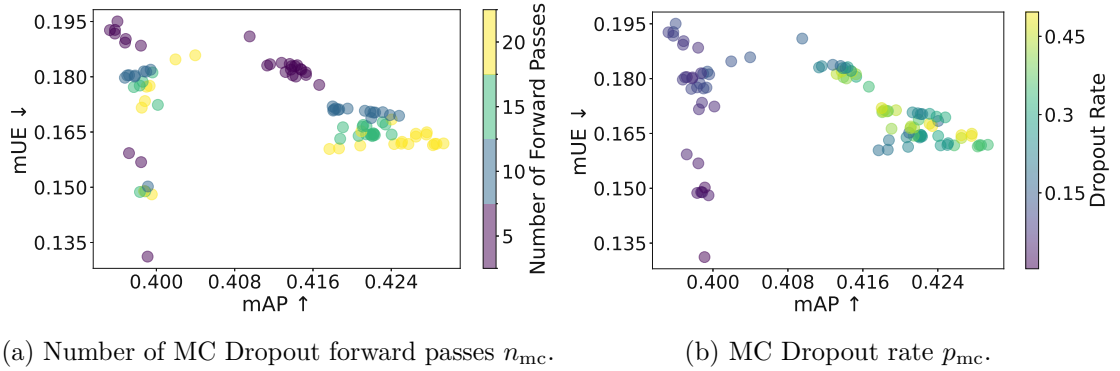 0.195
0.180
0.165
0.150
0.135
mUE ↓
0.400 0.408 0.416 0.424
mAP ↑
20
15
10
5
Number of Forward Passes
0.195
0.180
0.165
0.150
0.135
mUE ↓
0.400 0.408 0.416 0.424
mAP ↑
0.45
0.3
0.15
Dropout Rate
(a) Number of MC Dropout forward passes n_mc.
(b) MC Dropout rate p_mc.